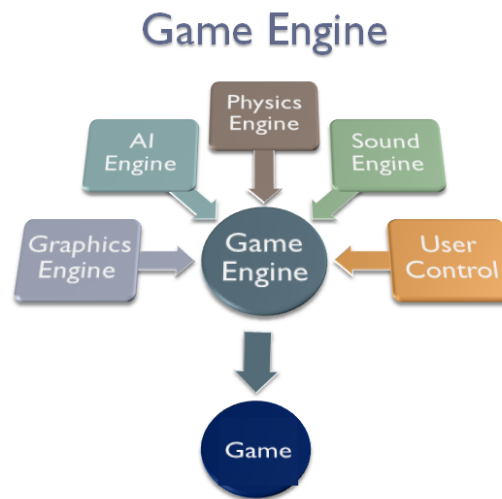 Game Engine
Physics
Engine
AI
Engine
Sound
Engine
Graphics
Engine
Game
Engine
User
Control
Game